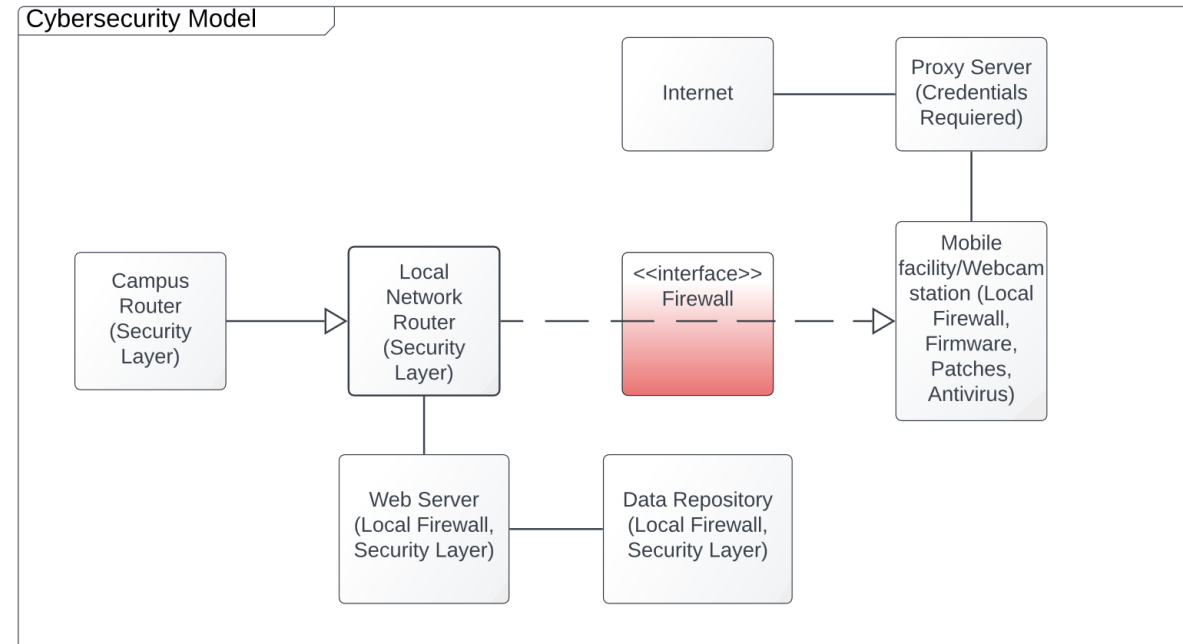 Cybersecurity Model
Internet
Proxy Server
(Credentials
Requiered)
Campus
Router
(Security
Layer)
Local
Network
Router
(Security
Layer)
<<interface>>
Firewall
Mobile
facility/Webcam
station (Local
Firewall,
Firmware,
Patches,
Antivirus)
Web Server
(Local Firewall,
Security Layer)
Data Repository
(Local Firewall,
Security Layer)